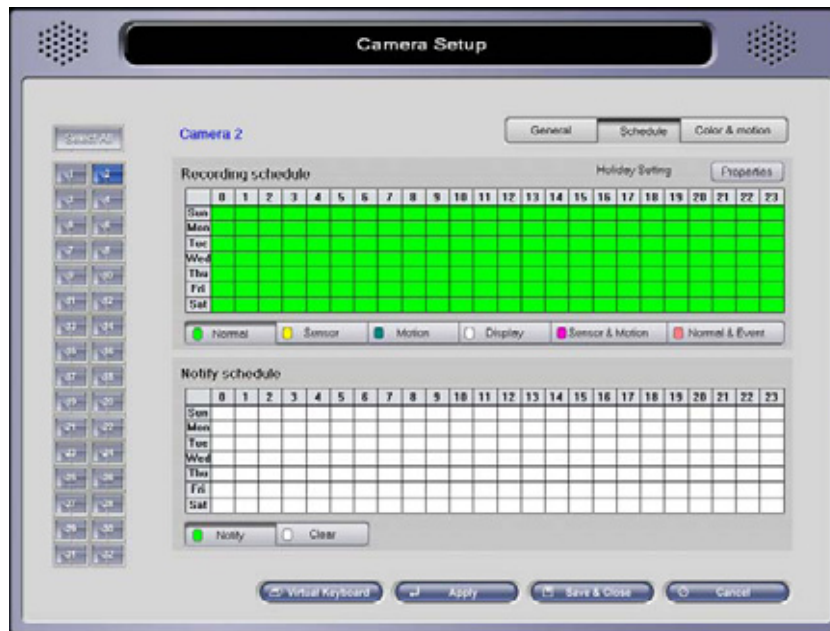 Camera Setup
Select All
Camera 2
General Schedule Color & motion
Recording schedule Holiday Setting Properties
0 1 2 3 4 5 6 7 8 9 10 11 12 13 14 15 16 17 18 19 20 21 22 23
Sun
Mon
Tue
Wed
Thu
Fri
Sat
Normal Sensor Motion Display Sensor & Motion Normal & Event
Notify schedule
0 1 2 3 4 5 6 7 8 9 10 11 12 13 14 15 16 17 18 19 20 21 22 23
Sun
Mon
Tue
Wed
Thu
Fri
Sat
Notify Clear
Virtual Keyboard Apply Save & Close Cancel